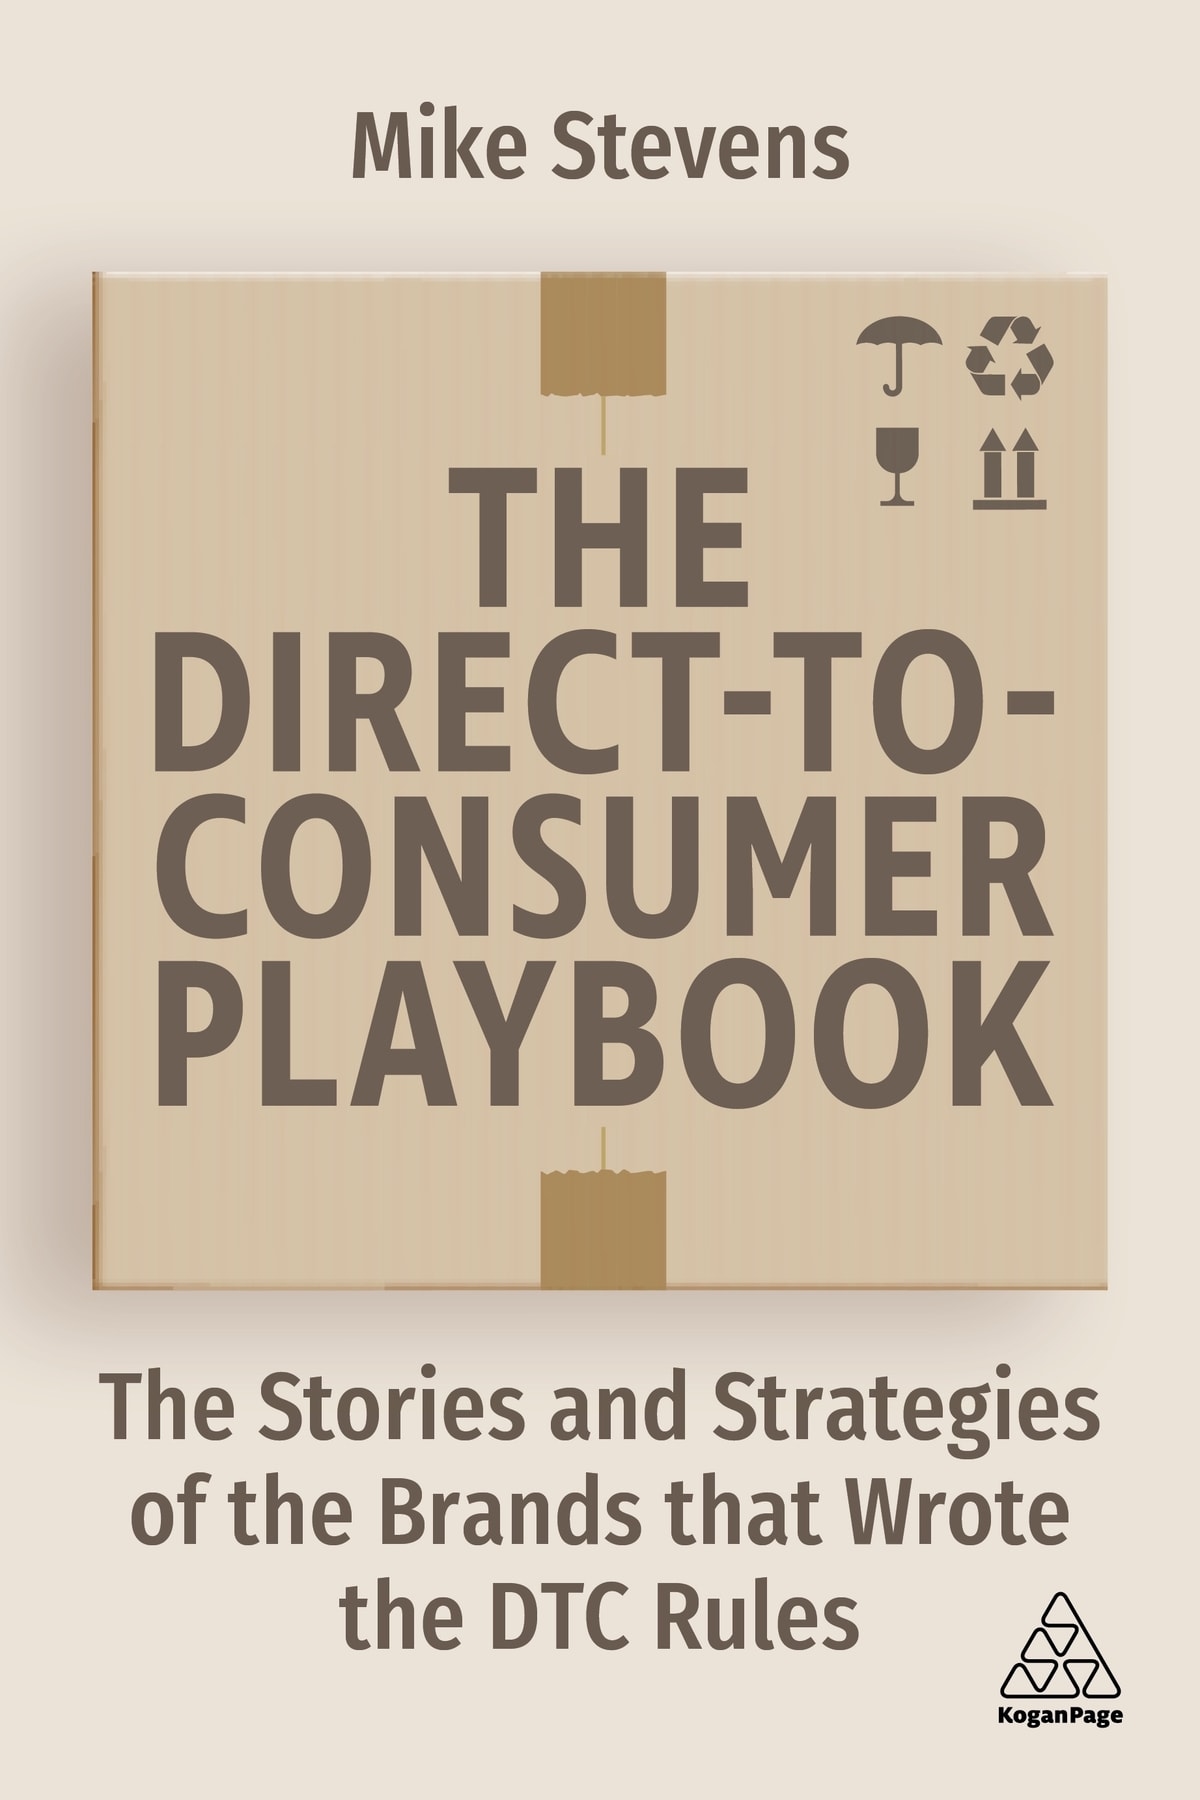 Mike Stevens
THE
DIRECT-TO-
CONSUMER
PLAYBOOK
The Stories and Strategies
of the Brands that Wrote
the DTC Rules
KoganPage